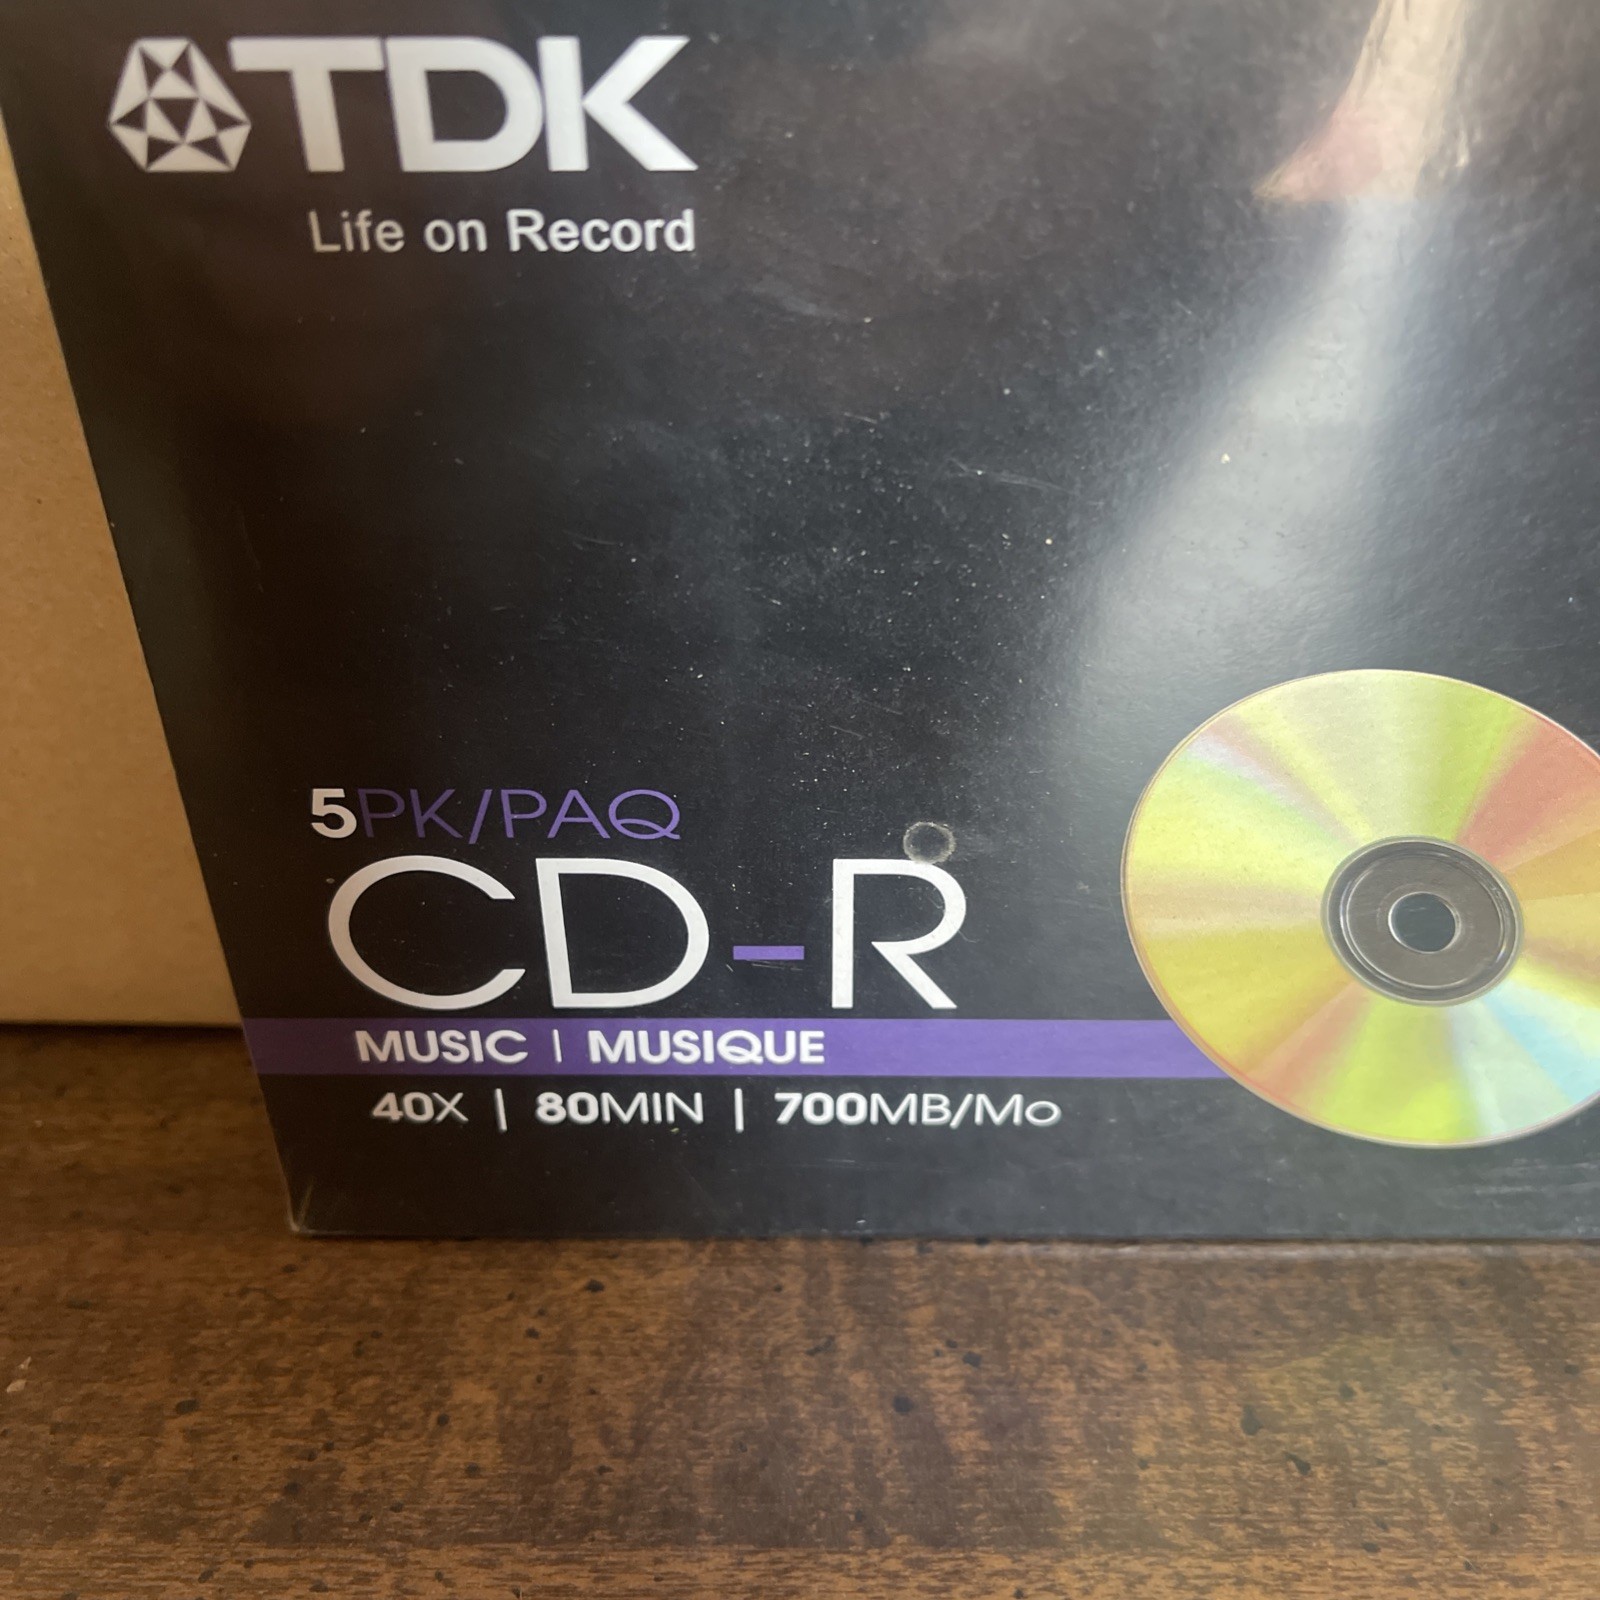 TDK
Life on Record
5PK/PAQ
CD-R
MUSIC | MUSIQUE
40X | 80MIN | 700MB/Mo